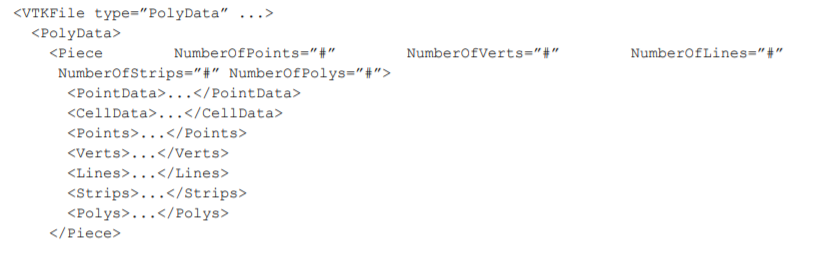 <VTKFile type=”PolyData” ...>
<PolyData>
<Piece NumberOfPoints=”#” NumberOfVerts=”#” NumberOfLines=”#”
NumberOfStrips=”#” NumberOfPolys=”#”>
<PointData>...</PointData>
<CellData>...</CellData>
<Points>...</Points>
<Verts>...</Verts>
<Lines>...</Lines>
<Strips>...</Strips>
<Polys>...</Polys>
</Piece>